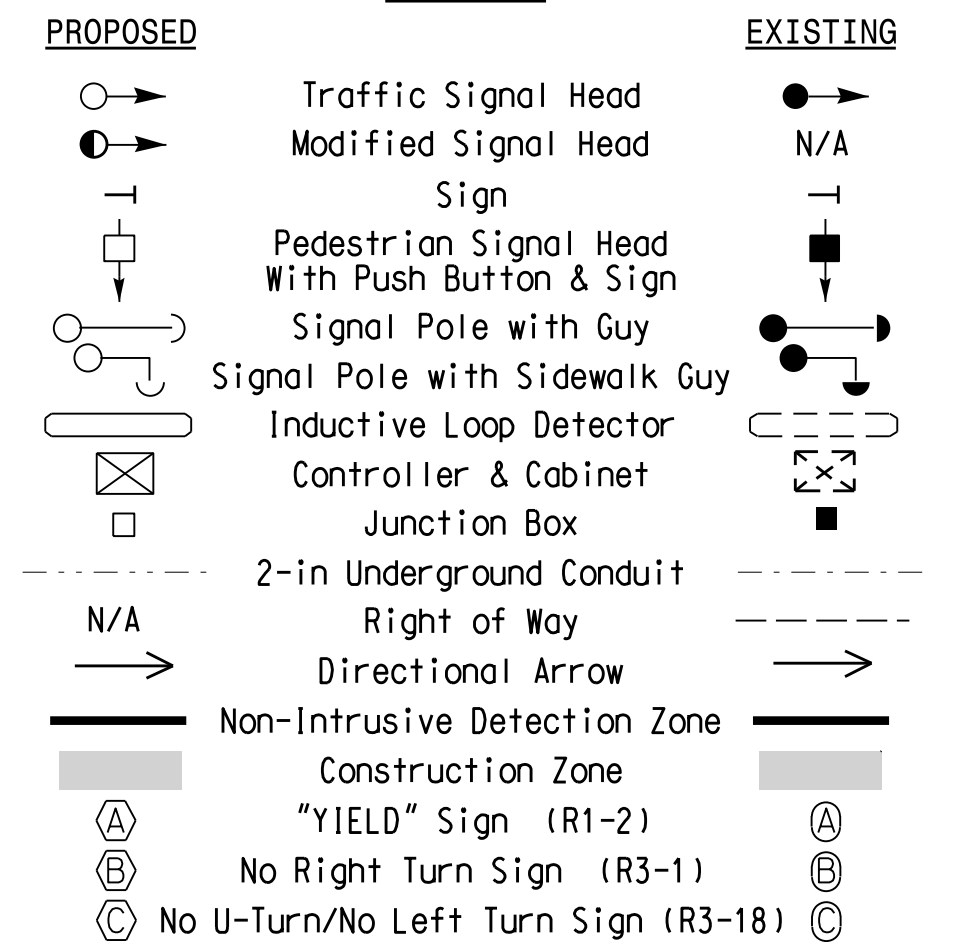 PROPOSED EXISTING
Traffic Signal Head
Modified Signal Head N/A
Sign
Pedestrian Signal Head
With Push Button & Sign
Signal Pole with Guy
Signal Pole with Sidewalk Guy
Inductive Loop Detector
Controller & Cabinet
Junction Box
2-in Underground Conduit
N/A Right of Way
Directional Arrow
Non-Intrusive Detection Zone
Construction Zone
A "YIELD" Sign (R1-2) A
B No Right Turn Sign (R3-1) B
C No U-Turn/No Left Turn Sign (R3-18) C